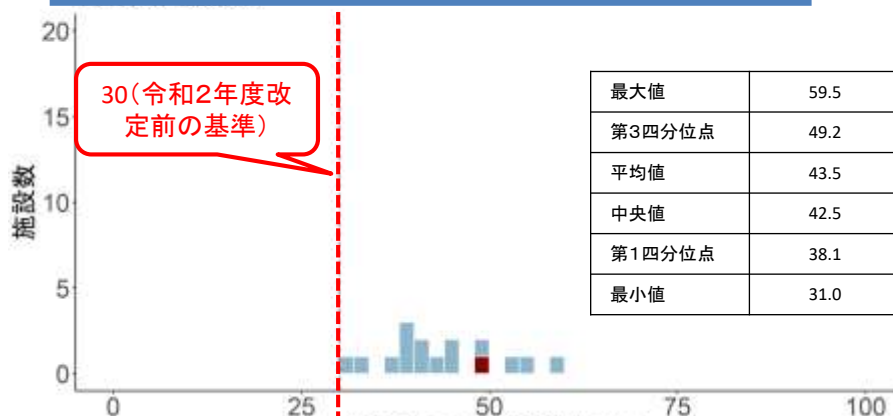 20
15
10
5
0
施設数
30(令和2年度改
定前の基準)
最大値 59.5
第3四分位点 49.2
平均値 43.5
中央値 42.5
第1四分位点 38.1
最小値 31.0
0 25 50 75 100